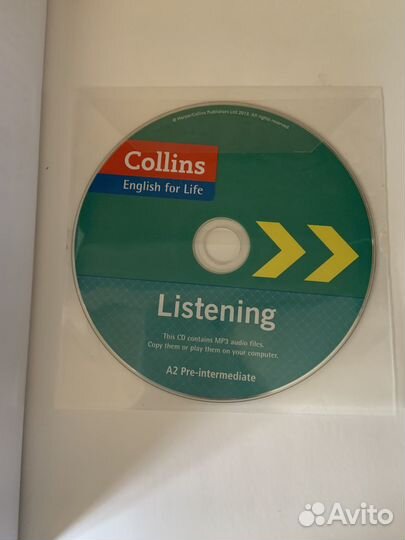 © HarperCollins Publishers Ltd 2013. All rights reserved.
Collins
English for Life
Listening
This CD contains MP3 audio files.
Copy them or play them on your computer.
A2 Pre-intermediate
Avito